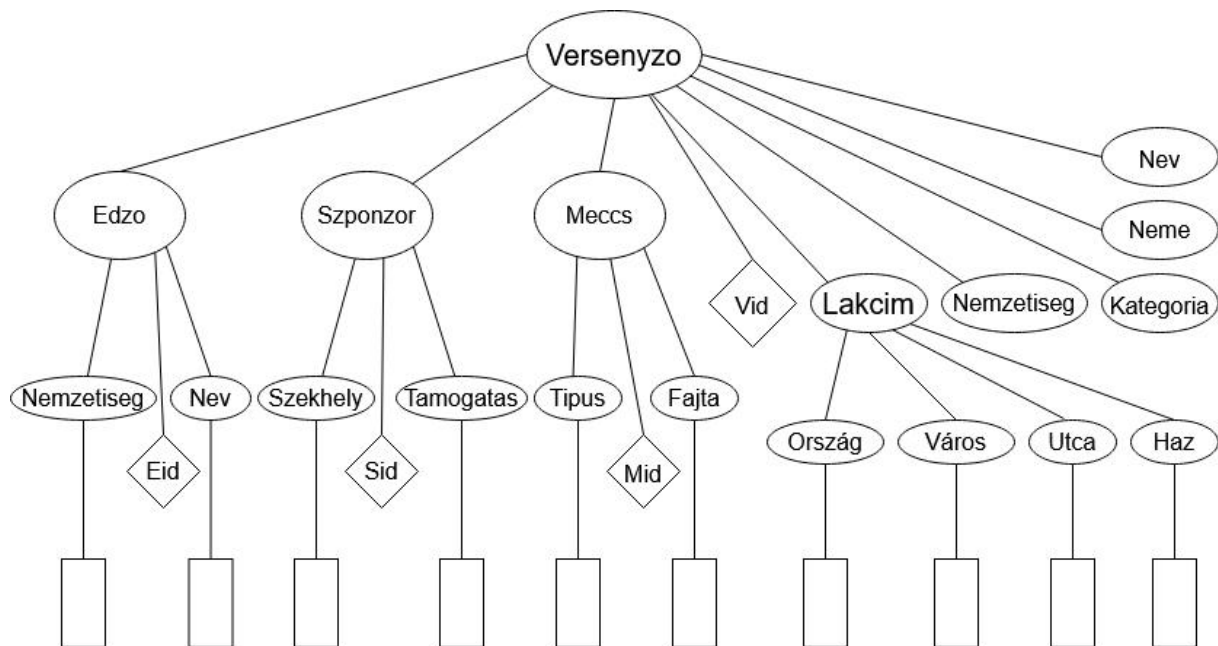 Versenyzo
Nev
Edzo
Szponzor
Meccs
Neme
Vid
Lakcim
Nemzetiseg
Kategoria
Nemzetiseg
Nev
Szekhely
Tamogatas
Tipus
Fajta
Ország
Város
Utca
Haz
Eid
Sid
Mid